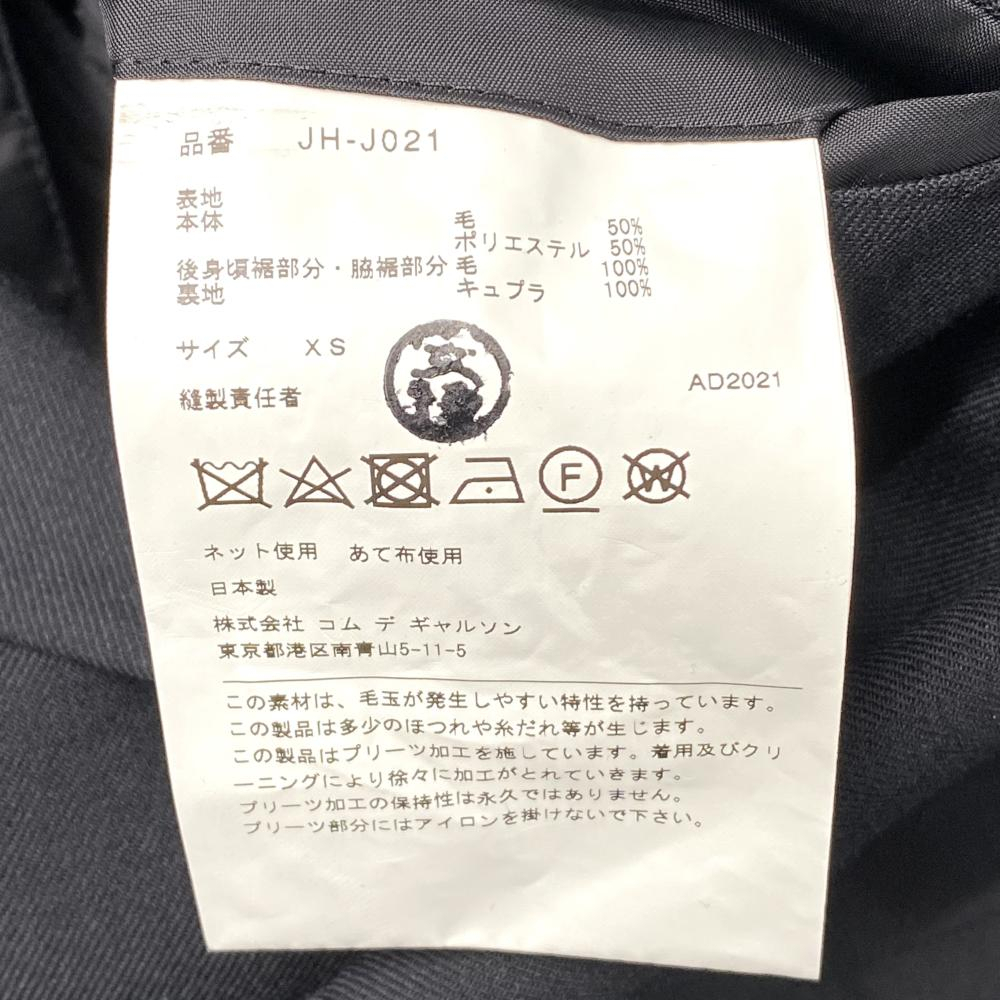 品番 JH-J021
表地
本体 毛 50%
ポリエステル 50%
後身頃裾部分・脇裾部分 毛 100%
裏地 キュプラ 100%
サイズ XS
縫製責任者
AD2021
F W
ネット使用 あて布使用
日本製
株式会社 コム デ ギャルソン
東京都港区南青山5-11-5
この素材は、毛玉が発生しやすい特性を持っています。
この製品は多少のほつれや糸だれ等が生じます。
この製品はプリーツ加工を施しています。着用及びクリ
ーニングにより徐々に加工がとれていきます。
プリーツ加工の保持性は永久ではありません。
プリーツ部分にはアイロンを掛けないで下さい。